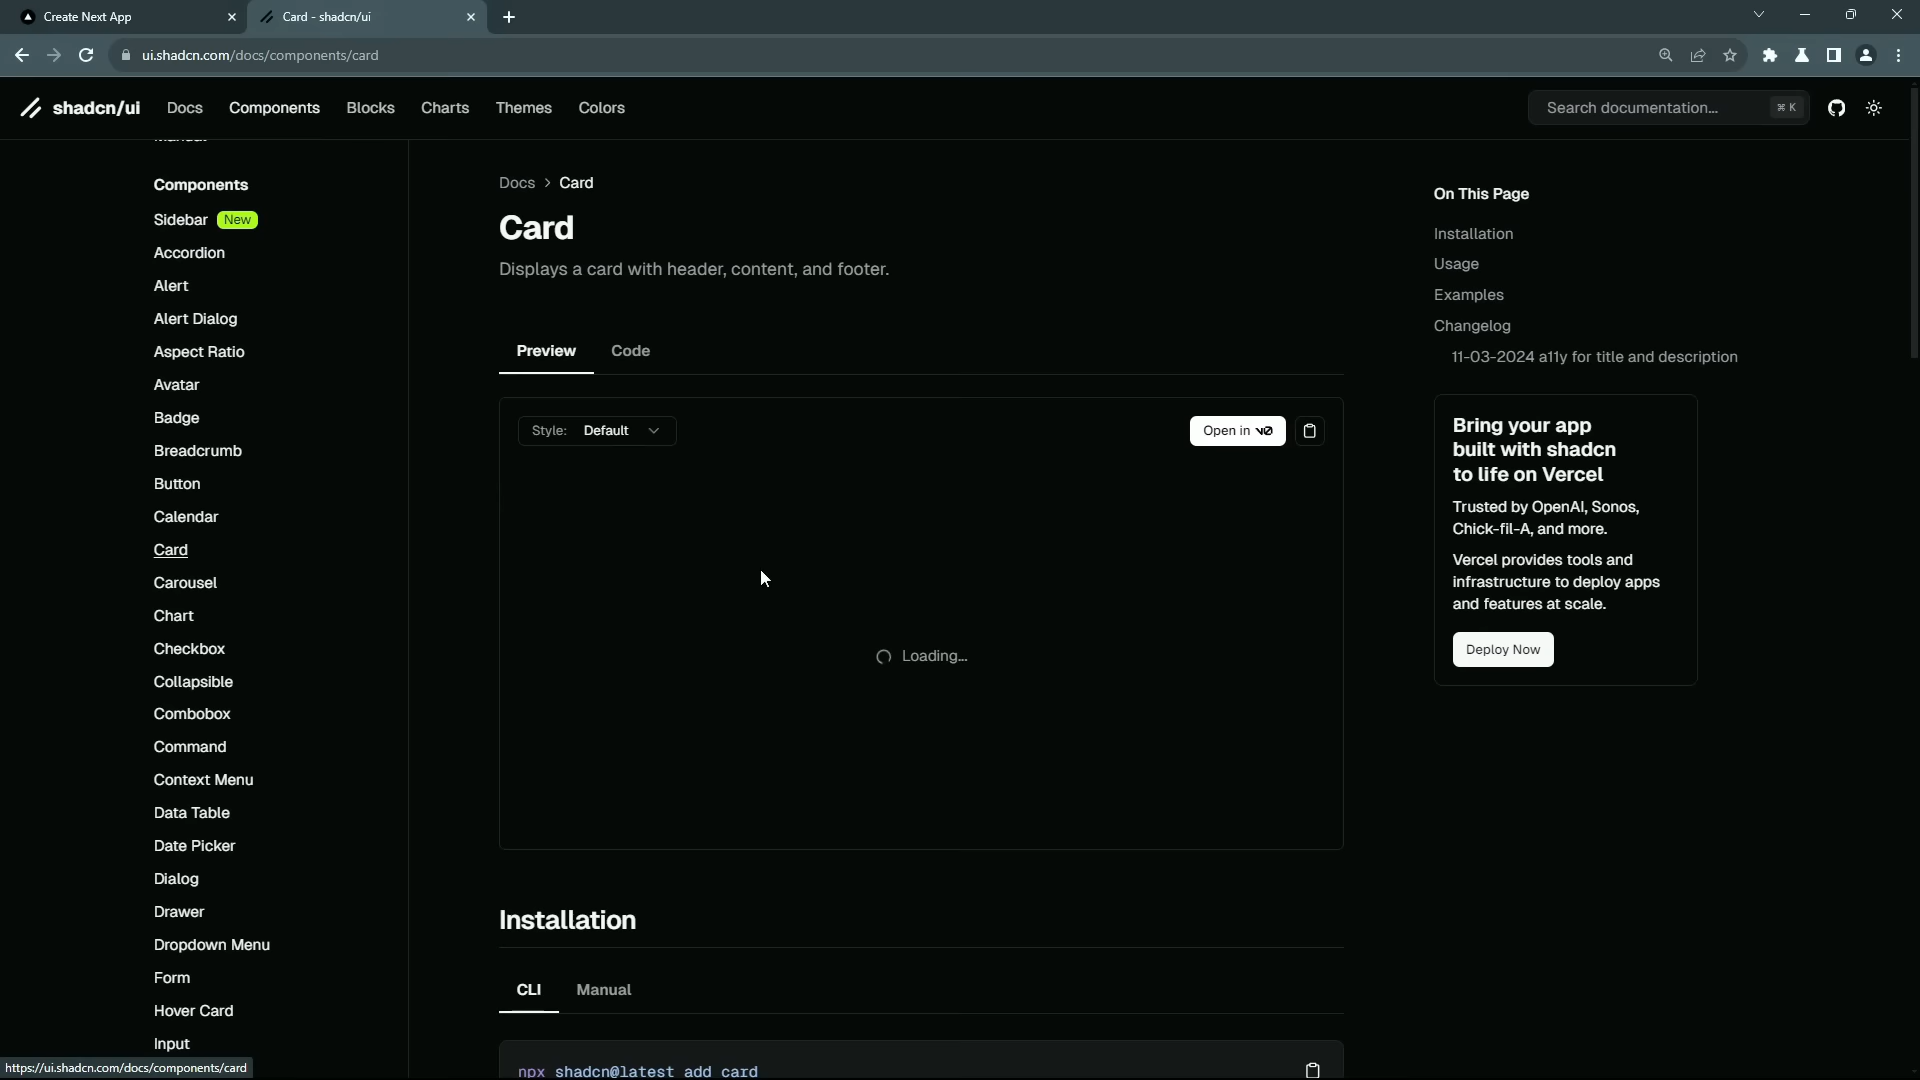 Create Next App
Card - shadcn/ui
ui.shadcn.com/docs/components/card
shadcn/ui
Docs
Components
Blocks
Charts
Themes
Colors
Search documentation...
⌘ K
Components
Sidebar New
Accordion
Alert
Alert Dialog
Aspect Ratio
Avatar
Badge
Breadcrumb
Button
Calendar
Card
Carousel
Chart
Checkbox
Collapsible
Combobox
Command
Context Menu
Data Table
Date Picker
Dialog
Drawer
Dropdown Menu
Form
Hover Card
Input
https://ui.shadcn.com/docs/components/card
Docs > Card
Card
Displays a card with header, content, and footer.
Preview
Code
Style: Default
Open in v0
Loading...
Installation
CLI
Manual
npx shadcn@latest add card
On This Page
Installation
Usage
Examples
Changelog
11-03-2024 a11y for title and description
Bring your app
built with shadcn
to life on Vercel
Trusted by OpenAI, Sonos,
Chick-fil-A, and more.
Vercel provides tools and
infrastructure to deploy apps
and features at scale.
Deploy Now